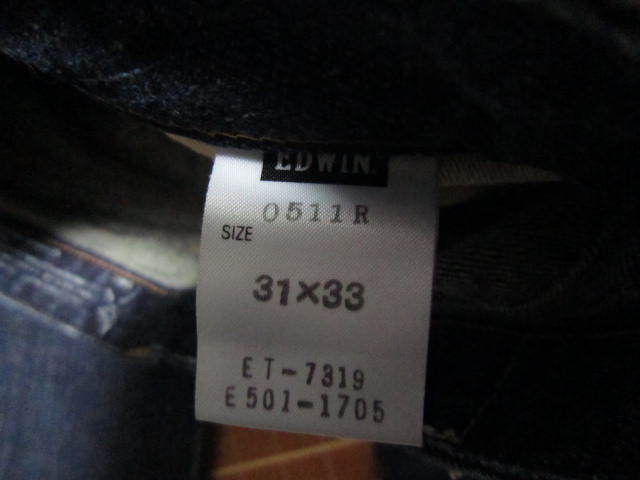 EDWIN.
0511R
SIZE
31×33
ET-7319
E501-1705